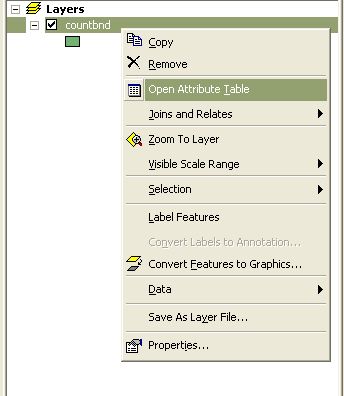 Layers
countbnd
Copy
Remove
Open Attribute Table
Joins and Relates
Zoom To Layer
Visible Scale Range
Selection
Label Features
Convert Labels to Annotation...
Convert Features to Graphics...
Data
Save As Layer File...
Properties...